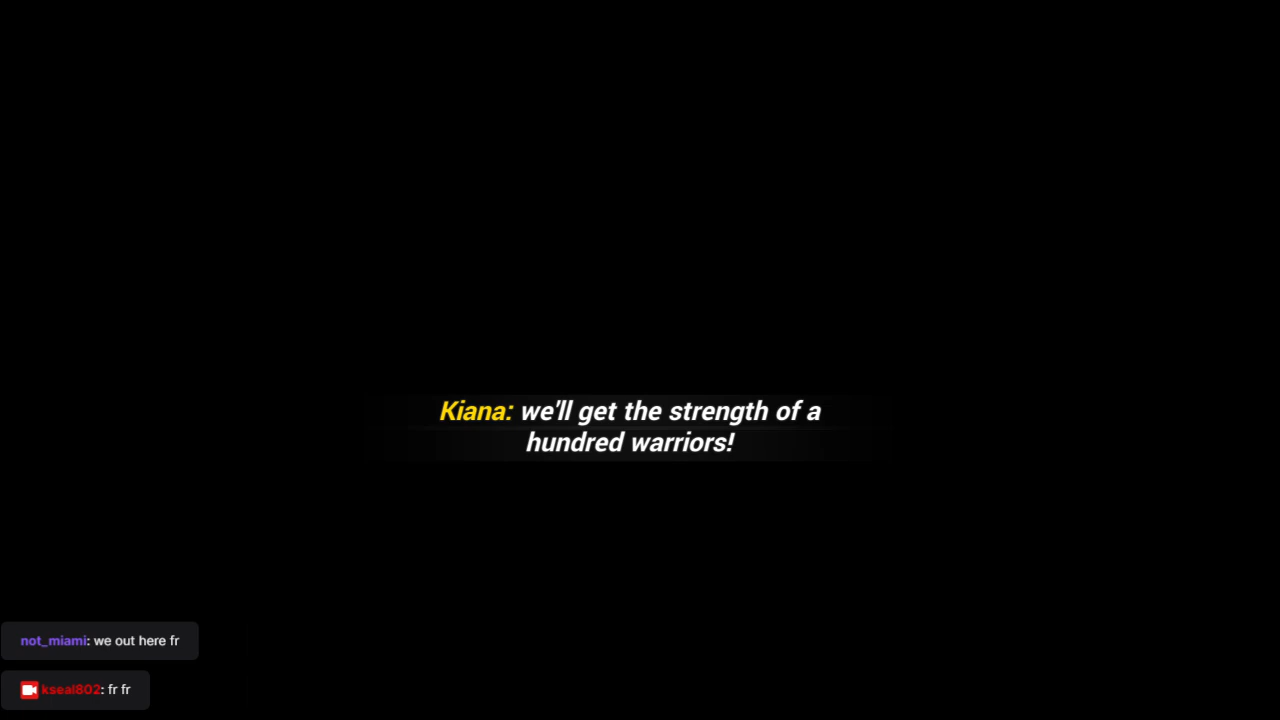 Kiana: we'll get the strength of a
hundred warriors!
not_miami: we out here fr
kseal802: fr fr